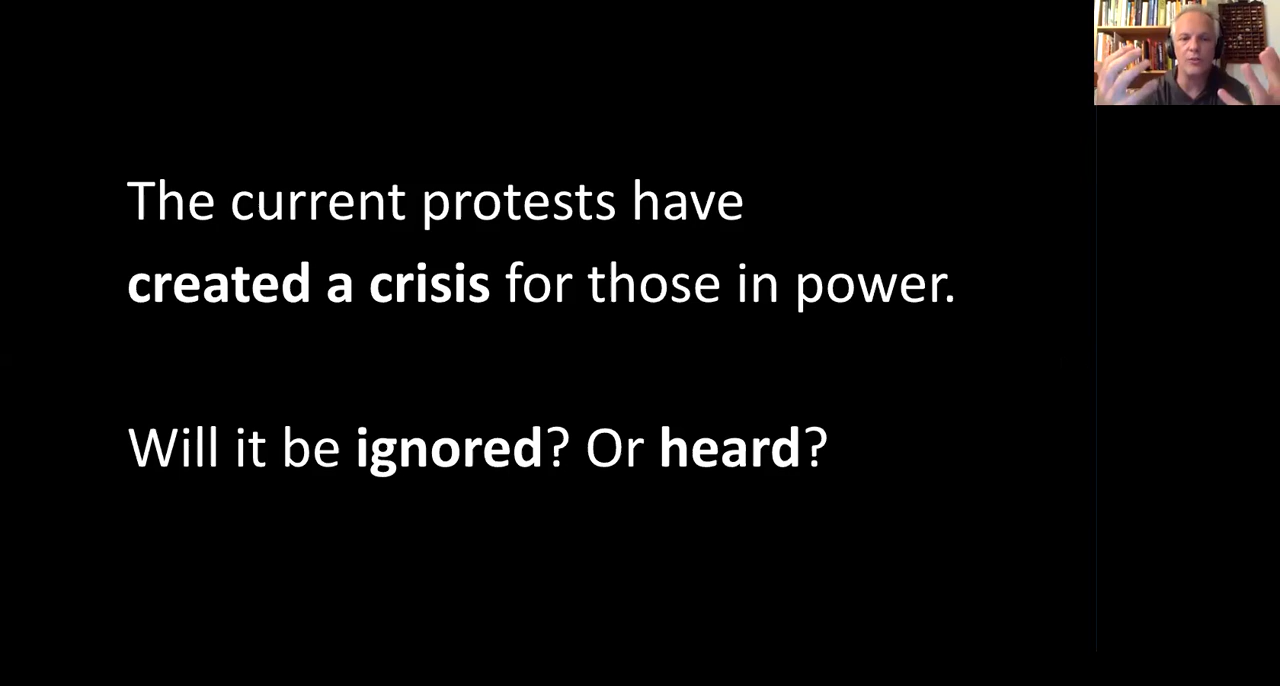 The current protests have
created a crisis for those in power.
Will it be ignored? Or heard?